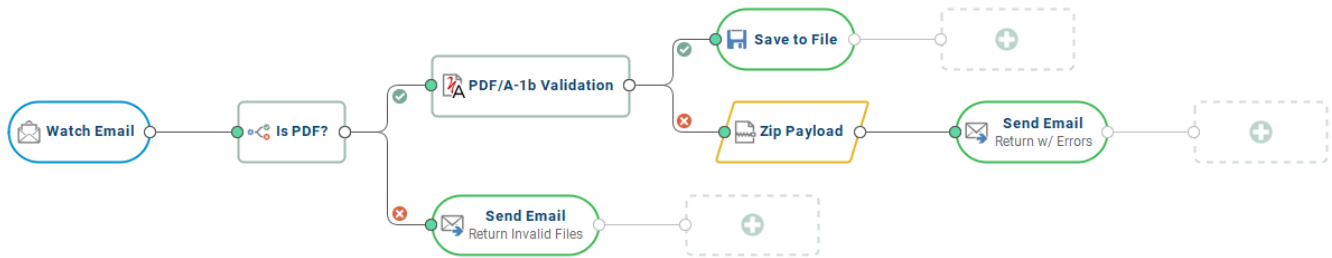 Save to File
PDF/A-1b Validation
Watch Email
Is PDF?
Zip Payload
Send Email
Return w/ Errors
Send Email
Return Invalid Files